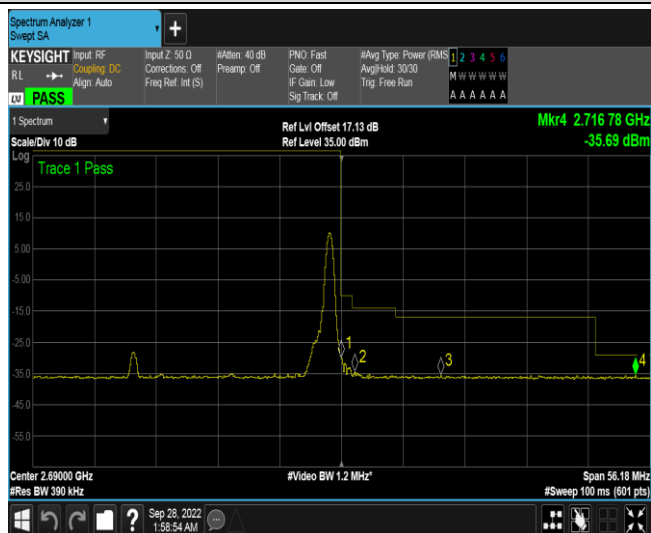 Spectrum Analyzer 1
Swept SA
+
KEYSIGHT
RL
LXI PASS
Input: RF
Coupling: DC
Align: Auto
Input Z: 50 Ω
Corrections: Off
Freq Ref: Int (S)
#Atten: 40 dB
Preamp: Off
PNO: Fast
Gate: Off
IF Gain: Low
Sig Track: Off
#Avg Type: Power (RMS
Avg|Hold: 30/30
Trig: Free Run
1 2 3 4 5 6
M W W W W W
A A A A A A
1 Spectrum
Scale/Div 10 dB
Ref Lvl Offset 17.13 dB
Ref Level 35.00 dBm
Mkr4 2.716 78 GHz
-35.69 dBm
Log
Trace 1 Pass
25.0
15.0
5.00
-5.00
-15.0
-25.0
-35.0
-45.0
-55.0
1
2
3
4
Center 2.69000 GHz
#Res BW 390 kHz
#Video BW 1.2 MHz*
Span 56.18 MHz
#Sweep 100 ms (601 pts)
?
Sep 28, 2022
1:58:54 AM